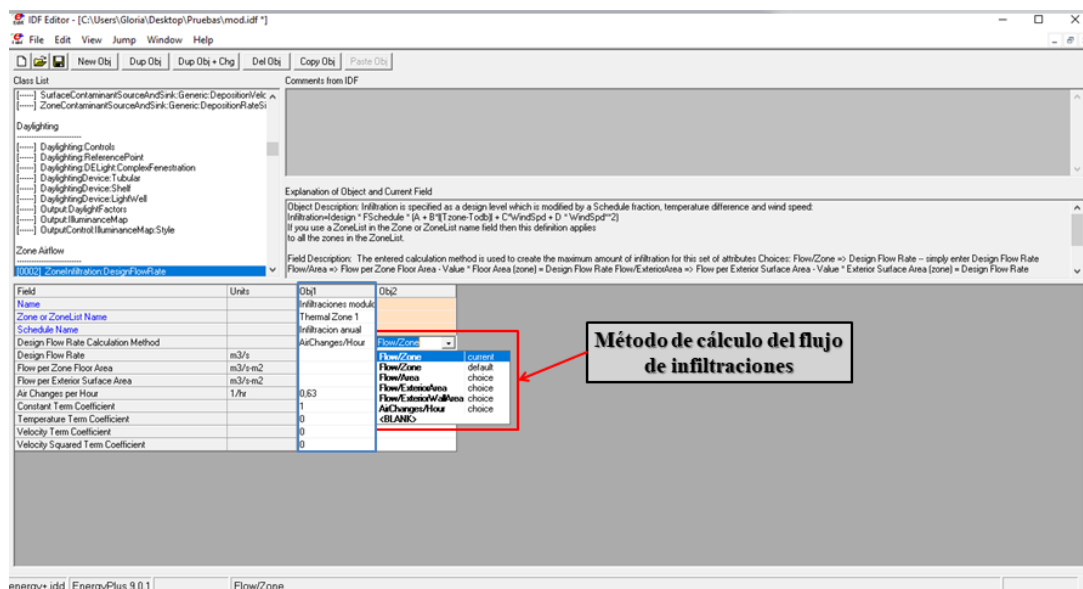 IDF Editor - [C:\Users\Gloria\Desktop\Pruebas\mod.idf *]
File Edit View Jump Window Help
New Obj Dup Obj Dup Obj + Chg Del Obj Copy Obj Paste Obj
Class List Comments from IDF
[------] SurfaceContaminantSourceAndSink:Generic:DepositionVelc
[------] ZoneContaminantSourceAndSink:Generic:DepositionRateSi
Daylighting
[------] Daylighting:Controls
[------] Daylighting:ReferencePoint
[------] Daylighting:DELight:ComplexFenestration
[------] DaylightingDevice:Tubular
[------] DaylightingDevice:Shelf
[------] DaylightingDevice:LightWell
[------] Output:DaylightFactors
[------] Output:IlluminanceMap
[------] OutputControl:IlluminanceMap:Style
Zone Airflow
[0002] ZoneInfiltration:DesignFlowRate
Explanation of Object and Current Field
Object Description: Infiltration is specified as a design level which is modified by a Schedule fraction, temperature difference and wind speed:
Infiltration=Idesign * FSchedule * (A + B*|(Tzone-Todb)| + C*WindSpd + D * WindSpd**2)
If you use a ZoneList in the Zone or ZoneList name field then this definition applies
to all the zones in the ZoneList.
Field Description: The entered calculation method is used to create the maximum amount of infiltration for this set of attributes Choices: Flow/Zone => Design Flow Rate -- simply enter Design Flow Rate
Flow/Area => Flow per Zone Floor Area - Value * Floor Area (zone) = Design Flow Rate Flow/ExteriorArea => Flow per Exterior Surface Area - Value * Exterior Surface Area (zone) = Design Flow Rate
Field Units Obj1 Obj2
Name Infiltraciones modulo
Zone or ZoneList Name Thermal Zone 1
Schedule Name Infiltracion anual
Design Flow Rate Calculation Method AirChanges/Hour Flow/Zone
Design Flow Rate m3/s
Flow per Zone Floor Area m3/s-m2
Flow per Exterior Surface Area m3/s-m2
Air Changes per Hour 1/hr 0,63
Constant Term Coefficient 1
Temperature Term Coefficient 0
Velocity Term Coefficient 0
Velocity Squared Term Coefficient 0
Flow/Zone current
Flow/Zone default
Flow/Area choice
Flow/ExteriorArea choice
Flow/ExteriorWallArea choice
AirChanges/Hour choice
<BLANK>
Método de cálculo del flujo
de infiltraciones
energy+.idd EnergyPlus 9.0.1 Flow/Zone